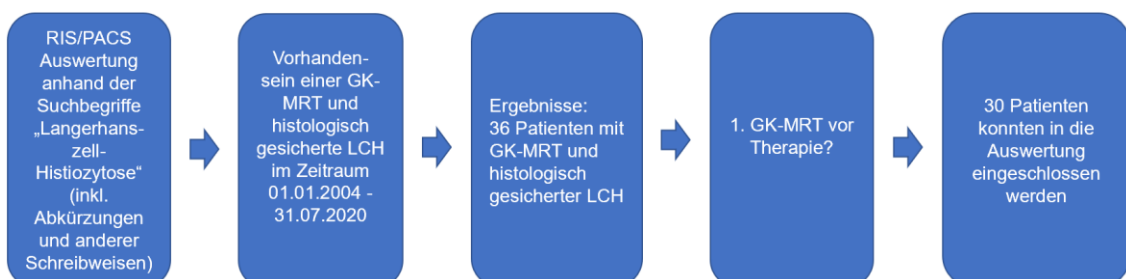 RIS/PACS
Auswertung
anhand der
Suchbegriffe
„Langerhans-
zell-
Histiozytose“
(inkl.
Abkürzungen
und anderer
Schreibweisen)
Vorhanden-
sein einer GK-
MRT und
histologisch
gesicherte LCH
im Zeitraum
01.01.2004 -
31.07.2020
Ergebnisse:
36 Patienten mit
GK-MRT und
histologisch
gesicherter LCH
1. GK-MRT vor
Therapie?
30 Patienten
konnten in die
Auswertung
eingeschlossen
werden